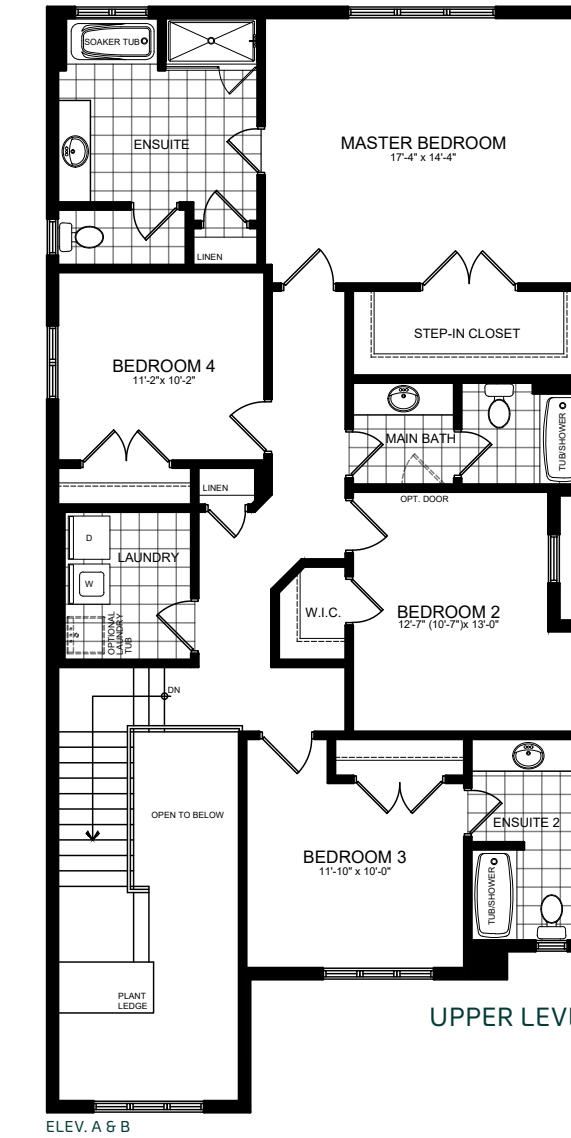 SOAKER TUB
ENSUITE
MASTER BEDROOM
17'-4" x 14'-4"
LINEN
STEP-IN CLOSET
BEDROOM 4
11'-2"x 10'-2"
MAIN BATH
TUB/SHOWER
LINEN
OPT. DOOR
D
LAUNDRY
W
OPTIONAL
LAUNDRY
TUB
W.I.C.
BEDROOM 2
12'-7" (10'-7")x 13'-0"
DN
OPEN TO BELOW
ENSUITE 2
BEDROOM 3
11'-10" x 10'-0"
TUB/SHOWER
PLANT
LEDGE
UPPER LEV
ELEV. A & B